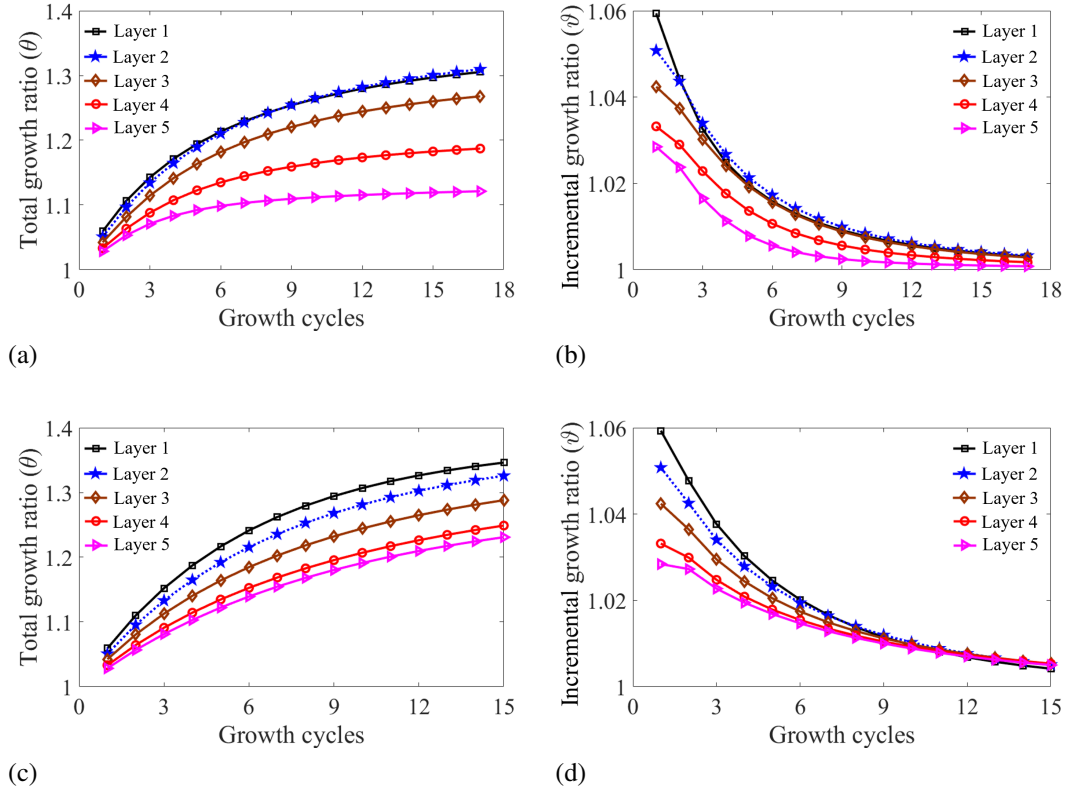 Total growth ratio (θ)
1.4
1.3
1.2
1.1
1
Layer 1
Layer 2
Layer 3
Layer 4
Layer 5
0 3 6 9 12 15 18
Growth cycles
(a)
Incremental growth ratio (ϑ)
1.06
1.04
1.02
1
Layer 1
Layer 2
Layer 3
Layer 4
Layer 5
0 3 6 9 12 15 18
Growth cycles
(b)
Total growth ratio (θ)
1.4
1.3
1.2
1.1
1
Layer 1
Layer 2
Layer 3
Layer 4
Layer 5
0 3 6 9 12 15
Growth cycles
(c)
Incremental growth ratio (ϑ)
1.06
1.04
1.02
1
Layer 1
Layer 2
Layer 3
Layer 4
Layer 5
0 3 6 9 12 15
Growth cycles
(d)